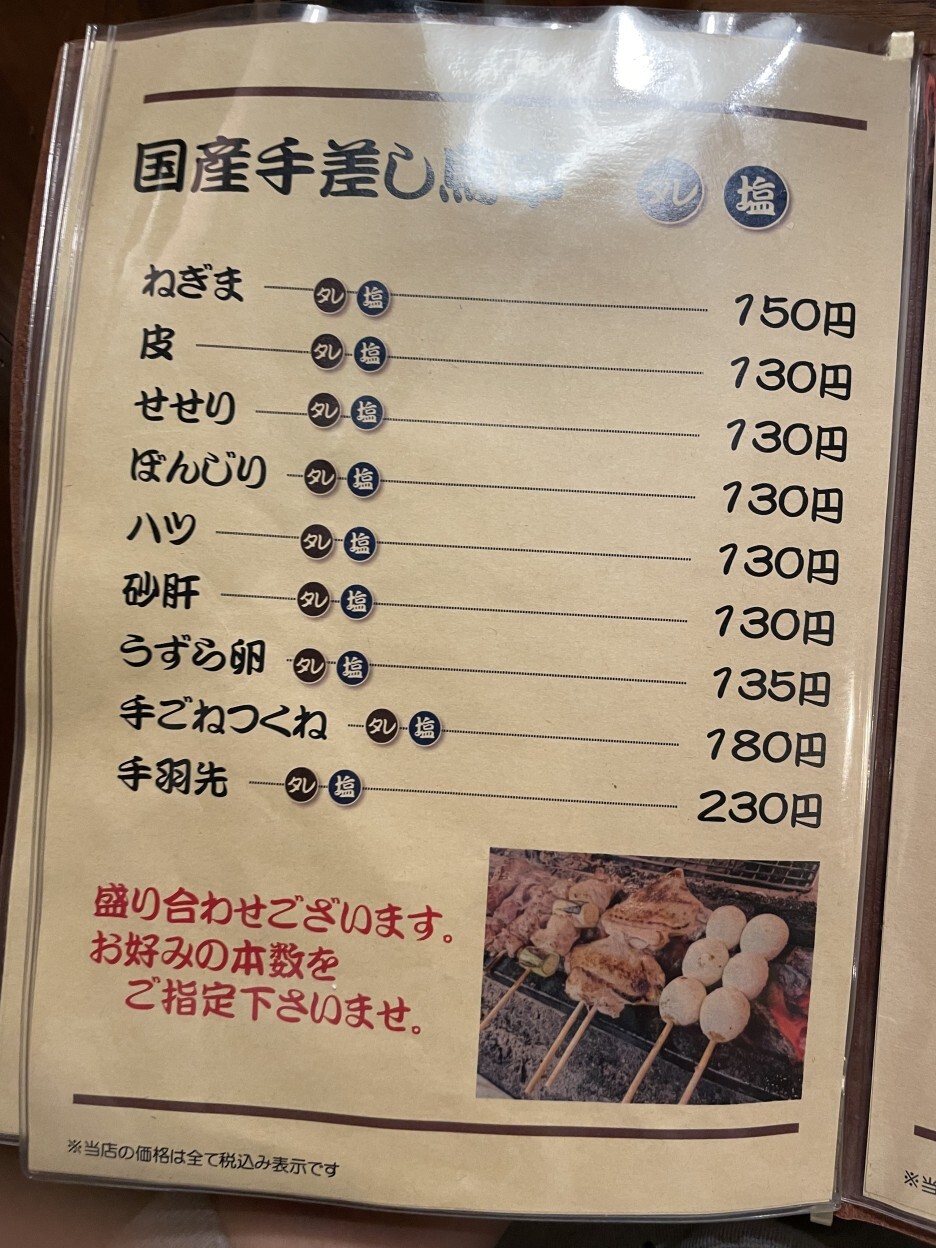 国産手差し焼鳥 タレ 塩
ねぎま タレ 塩 150円
皮 タレ 塩 130円
せせり タレ 塩 130円
ぼんじり タレ 塩 130円
ハツ タレ 塩 130円
砂肝 タレ 塩 130円
うずら卵 タレ 塩 135円
手ごねつくね タレ 塩 180円
手羽先 タレ 塩 230円
盛り合わせございます。
お好みの本数を
ご指定下さいませ。
※当店の価格は全て税込み表示です
※当